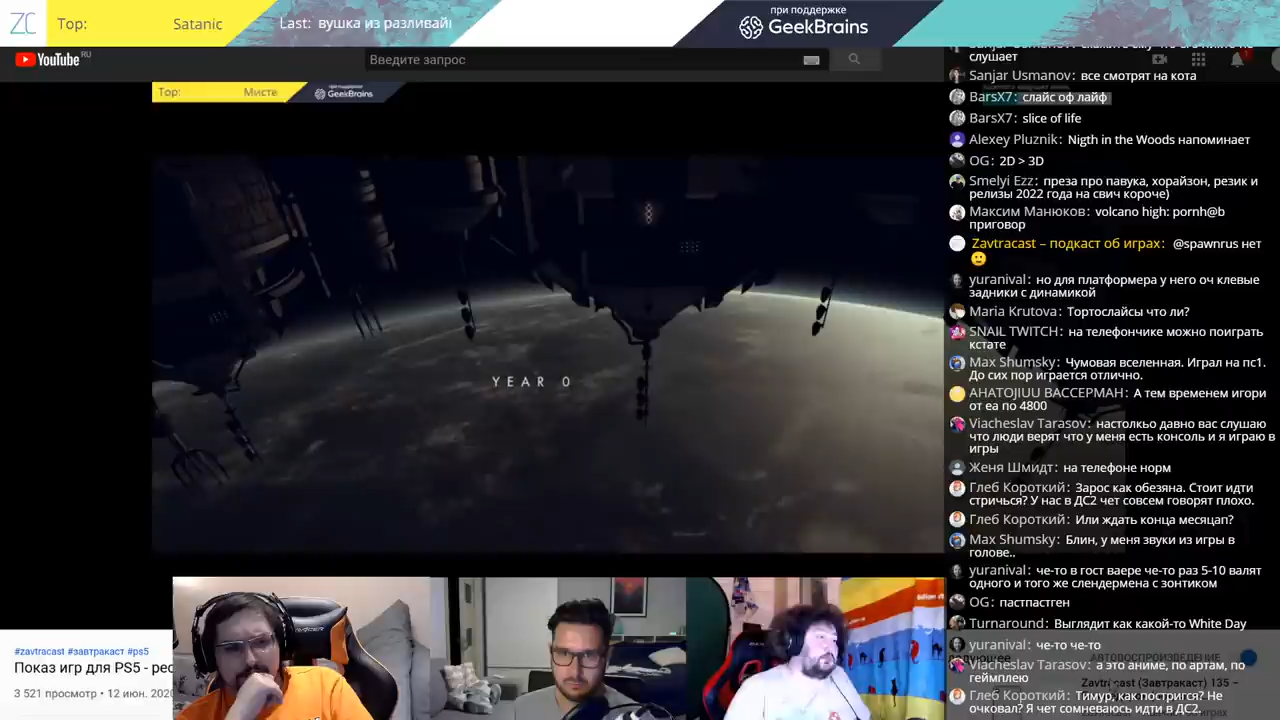 ZC
Top:
Satanic
Last: вушка из разливай
при поддержке
GeekBrains
YouTube RU
Введите запрос
Top:
Мисте
GeekBrains
YEAR 0
#zavtracast #завтракаст #ps5
Показ игр для PS5 - рес
3 521 просмотр • 12 июн. 2020
слушает
Sanjar Usmanov: все смотрят на кота
BarsX7: слайс оф лайф
BarsX7: slice of life
Alexey Pluznik: Nigth in the Woods напоминает
OG: 2D > 3D
Smelyi Ezz: преза про павука, хорайзон, резик и
релизы 2022 года на свич короче)
Максим Манюков: volcano high: pornh@b
приговор
Zavtracast – подкаст об играх: @spawnrus нет
yuranival: но для платформера у него оч клевые
задники с динамикой
Maria Krutova: Тортослайсы что ли?
SNAIL TWITCH: на телефончике можно поиграть
кстате
Max Shumsky: Чумовая вселенная. Играл на пс1.
До сих пор играется отлично.
AHATOJIUU ВАССЕРМАН: А тем временем игори
от еа по 4800
Viacheslav Tarasov: настолкьо давно вас слушаю
что люди верят что у меня есть консоль и я играю в
игры
Женя Шмидт: на телефоне норм
Глеб Короткий: Зарос как обезяна. Стоит идти
стричься? У нас в ДС2 чет совсем говорят плохо.
Глеб Короткий: Или ждать конца месяцап?
Max Shumsky: Блин, у меня звуки из игры в
голове..
yuranival: че-то в гост ваере че-то раз 5-10 валят
одного и того же слендермена с зонтиком
OG: пастпастген
Turnaround: Выглядит как какой-то White Day
yuranival: че-то че-то
АВТОВОСПРОИЗВЕДЕНИЕ
Viacheslav Tarasov: а это аниме, по артам, по
геймплею
Zavtracast (Завтракаст) 135 –
Глеб Короткий: Тимур, как постригся? Не
очковал? Я чет сомневаюсь идти в ДС2.